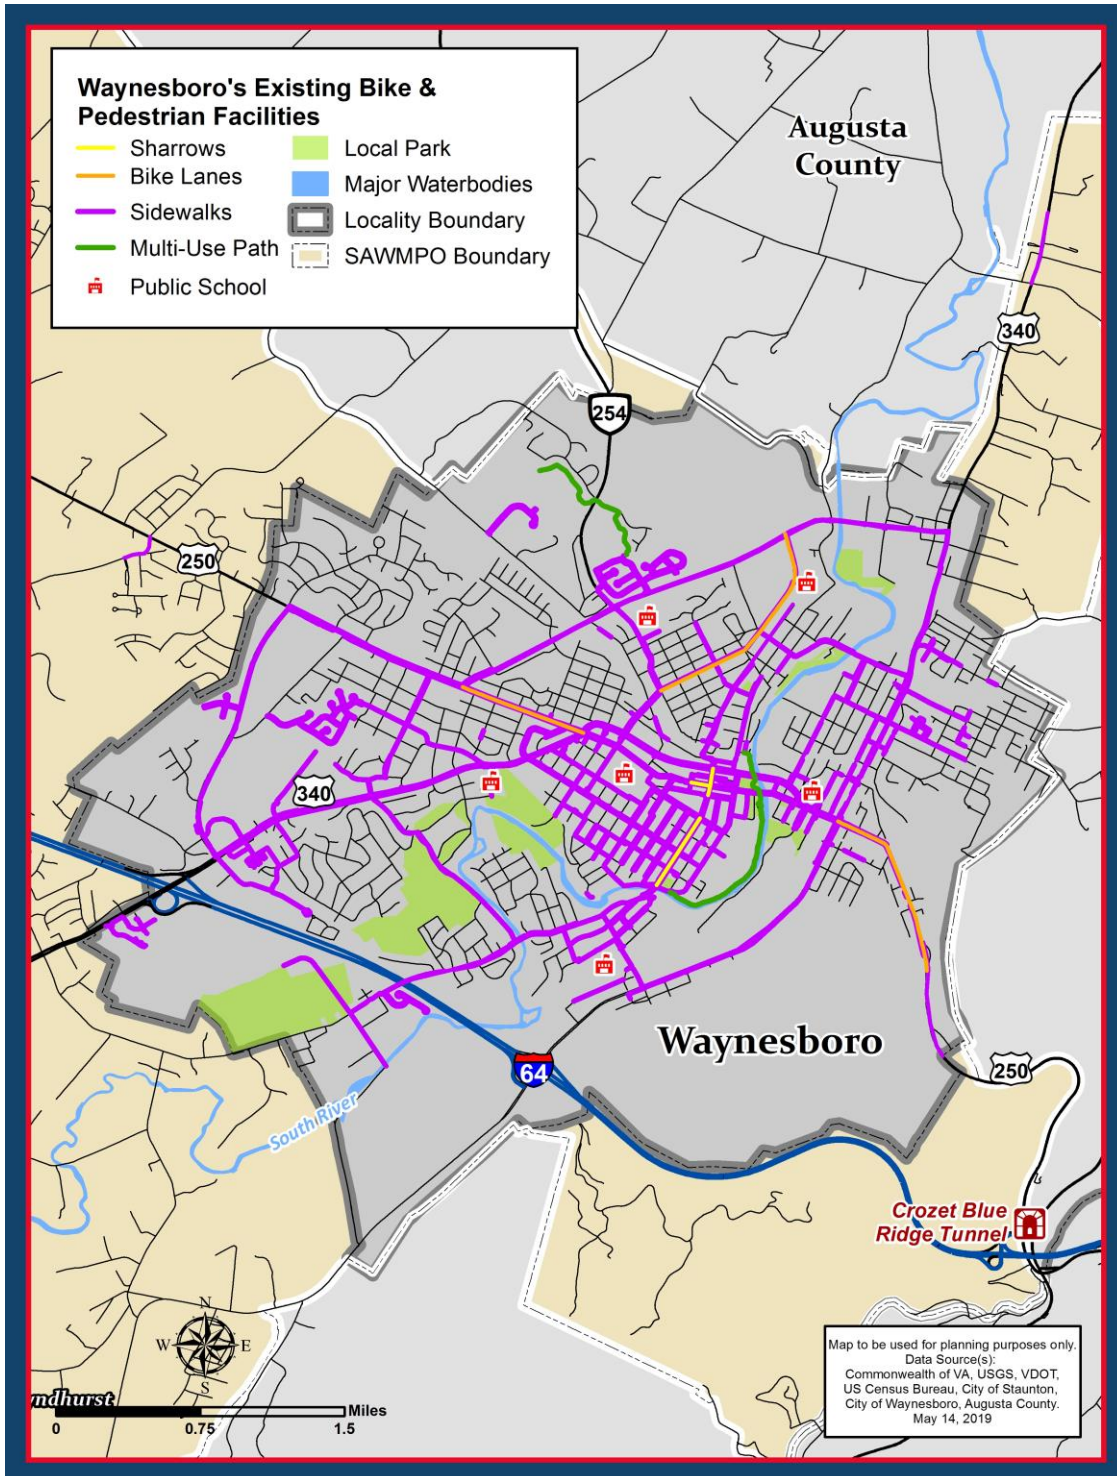 Waynesboro's Existing Bike &
Pedestrian Facilities
Sharrows
Bike Lanes
Sidewalks
Multi-Use Path
Public School
Local Park
Major Waterbodies
Locality Boundary
SAWMPO Boundary
Augusta
County
340
254
250
340
Waynesboro
64
250
South River
Crozet Blue
Ridge Tunnel
N
W
E
S
ndhurst
Miles
0
0.75
1.5
Map to be used for planning purposes only.
Data Source(s):
Commonwealth of VA, USGS, VDOT,
US Census Bureau, City of Staunton,
City of Waynesboro, Augusta County.
May 14, 2019